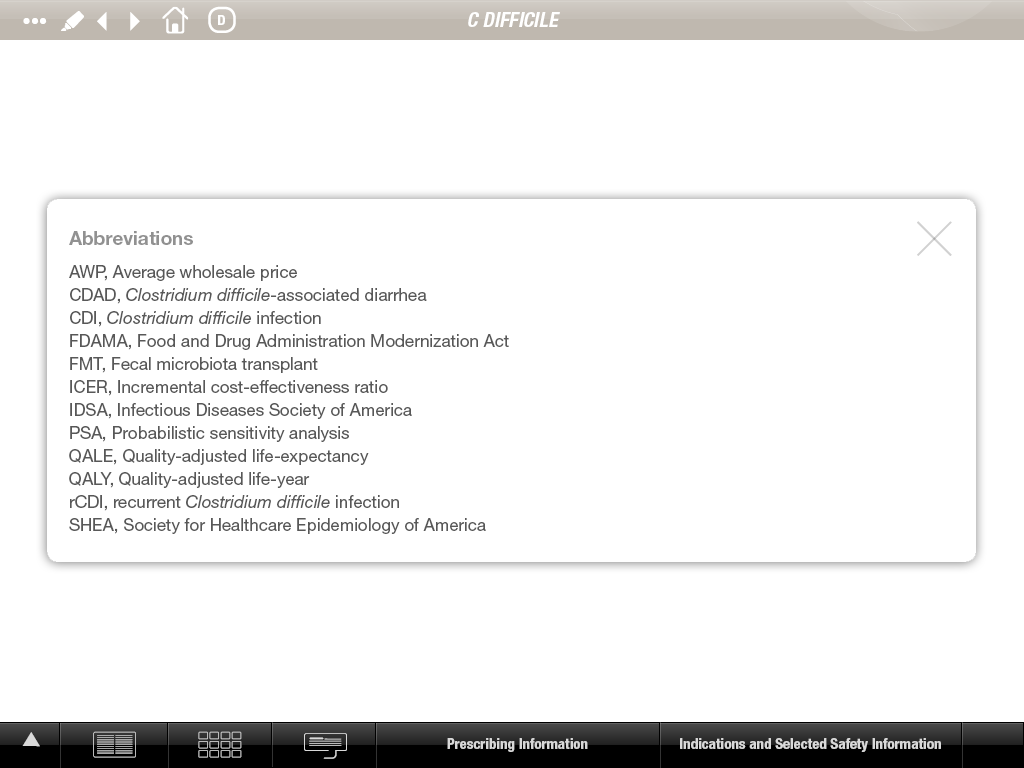 C DIFFICILE
D
Abbreviations
AWP, Average wholesale price
CDAD, Clostridium difficile-associated diarrhea
CDI, Clostridium difficile infection
FDAMA, Food and Drug Administration Modernization Act
FMT, Fecal microbiota transplant
ICER, Incremental cost-effectiveness ratio
IDSA, Infectious Diseases Society of America
PSA, Probabilistic sensitivity analysis
QALE, Quality-adjusted life-expectancy
QALY, Quality-adjusted life-year
rCDI, recurrent Clostridium difficile infection
SHEA, Society for Healthcare Epidemiology of America
Prescribing Information
Indications and Selected Safety Information